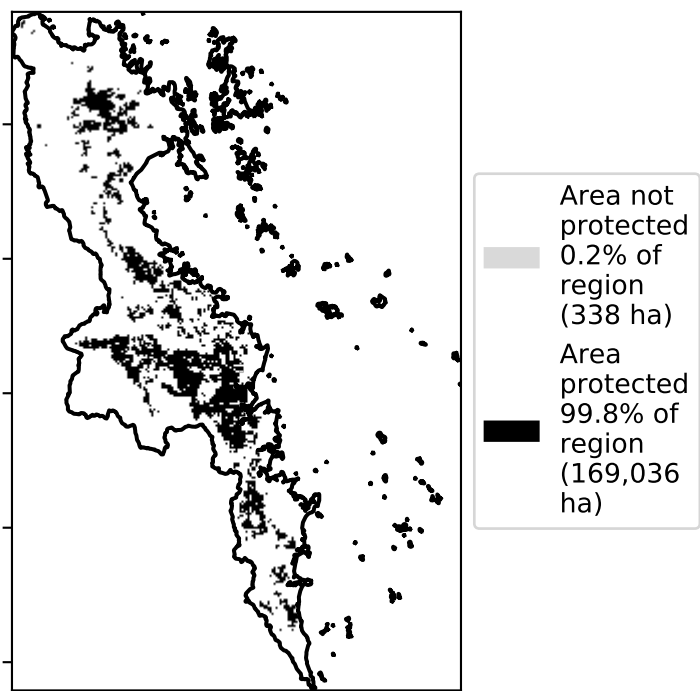 Area not
protected
0.2% of
region
(338 ha)
Area
protected
99.8% of
region
(169,036
ha)